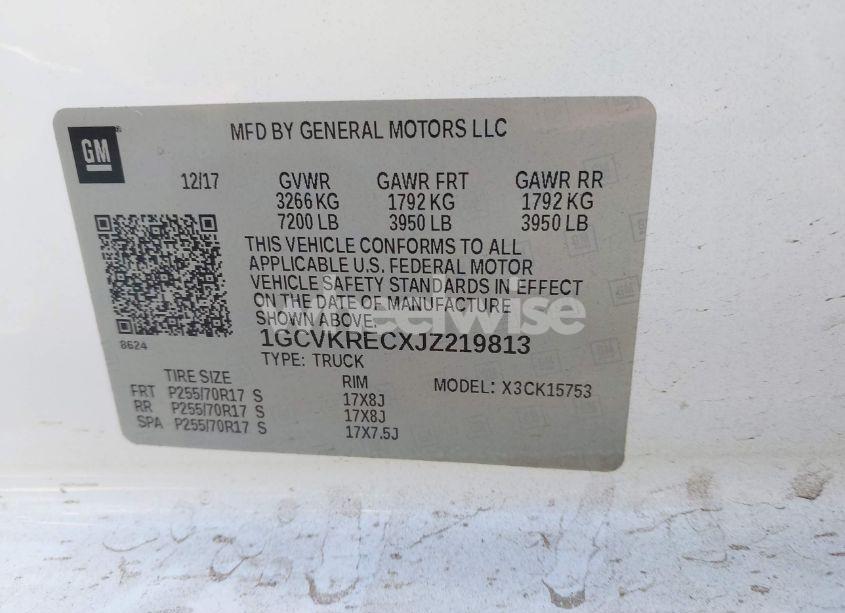 GM
MFD BY GENERAL MOTORS LLC
12/17 GVWR GAWR FRT GAWR RR
3266 KG 1792 KG 1792 KG
7200 LB 3950 LB 3950 LB
THIS VEHICLE CONFORMS TO ALL
APPLICABLE U.S. FEDERAL MOTOR
VEHICLE SAFETY STANDARDS IN EFFECT
ON THE DATE OF MANUFACTURE
SHOWN ABOVE.
wheelwise
8624
1GCVKRECXJZ219813
TYPE: TRUCK
TIRE SIZE RIM MODEL: X3CK15753
FRT P255/70R17 S 17X8J
RR P255/70R17 S 17X8J
SPA P255/70R17 S 17X7.5J